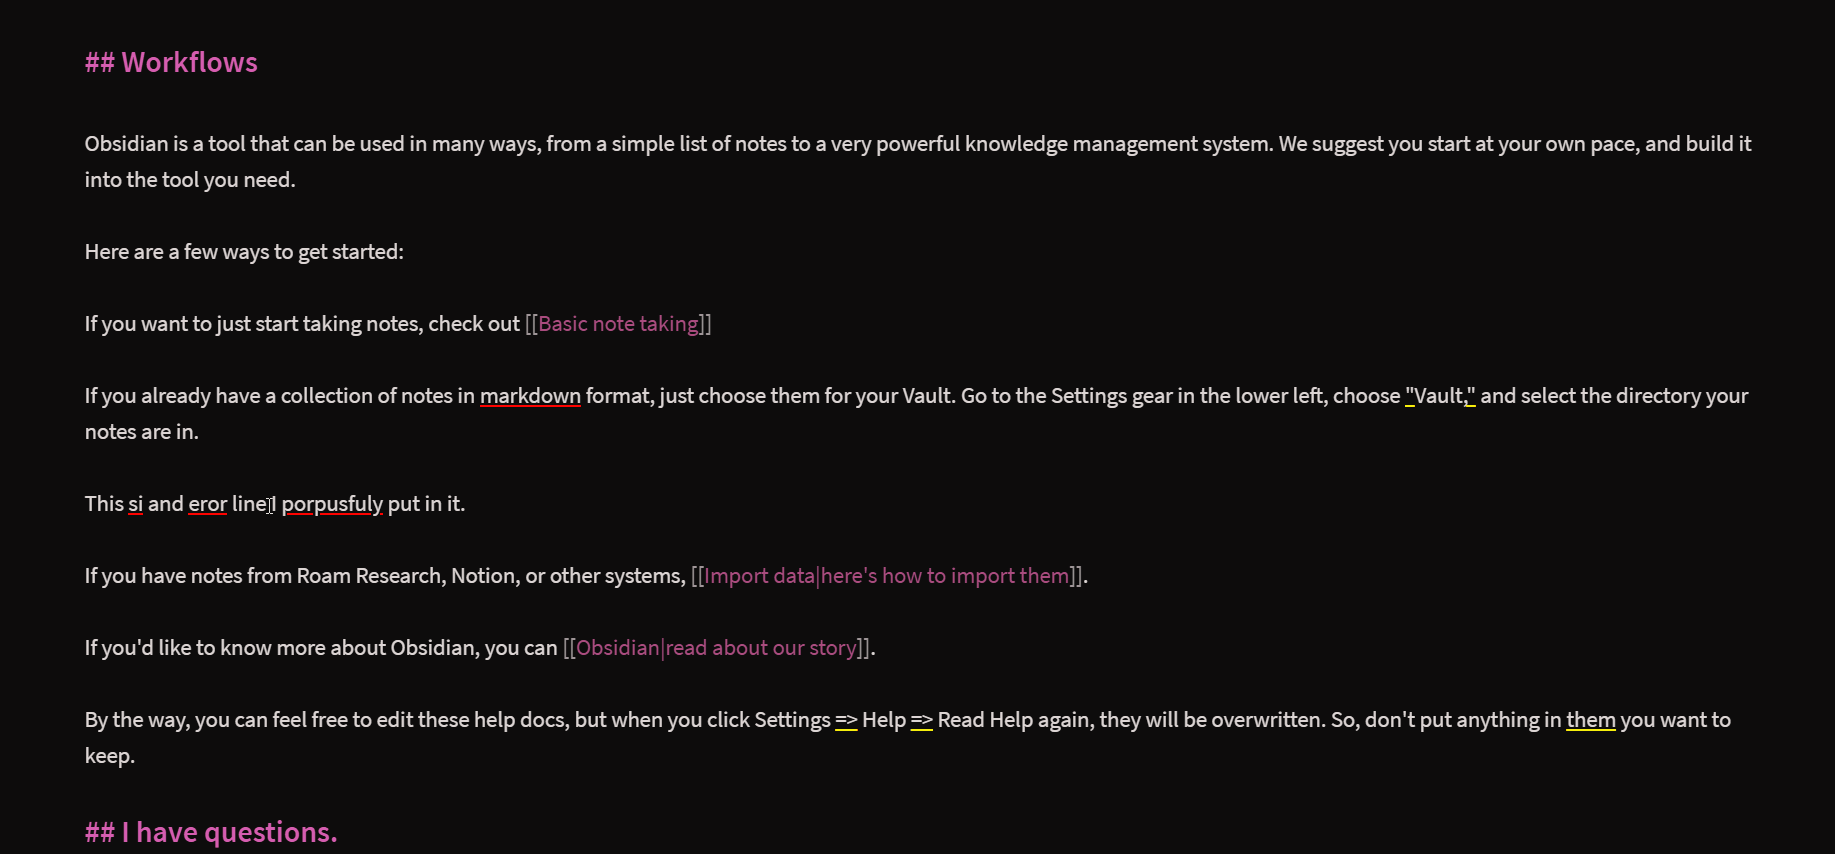 ## Workflows
Obsidian is a tool that can be used in many ways, from a simple list of notes to a very powerful knowledge management system. We suggest you start at your own pace, and build it
into the tool you need.
Here are a few ways to get started:
If you want to just start taking notes, check out [[Basic note taking]]
If you already have a collection of notes in markdown format, just choose them for your Vault. Go to the Settings gear in the lower left, choose "Vault," and select the directory your
notes are in.
This si and eror line I porpusfuly put in it.
If you have notes from Roam Research, Notion, or other systems, [[Import data|here's how to import them]].
If you'd like to know more about Obsidian, you can [[Obsidian|read about our story]].
By the way, you can feel free to edit these help docs, but when you click Settings => Help => Read Help again, they will be overwritten. So, don't put anything in them you want to
keep.
## I have questions.